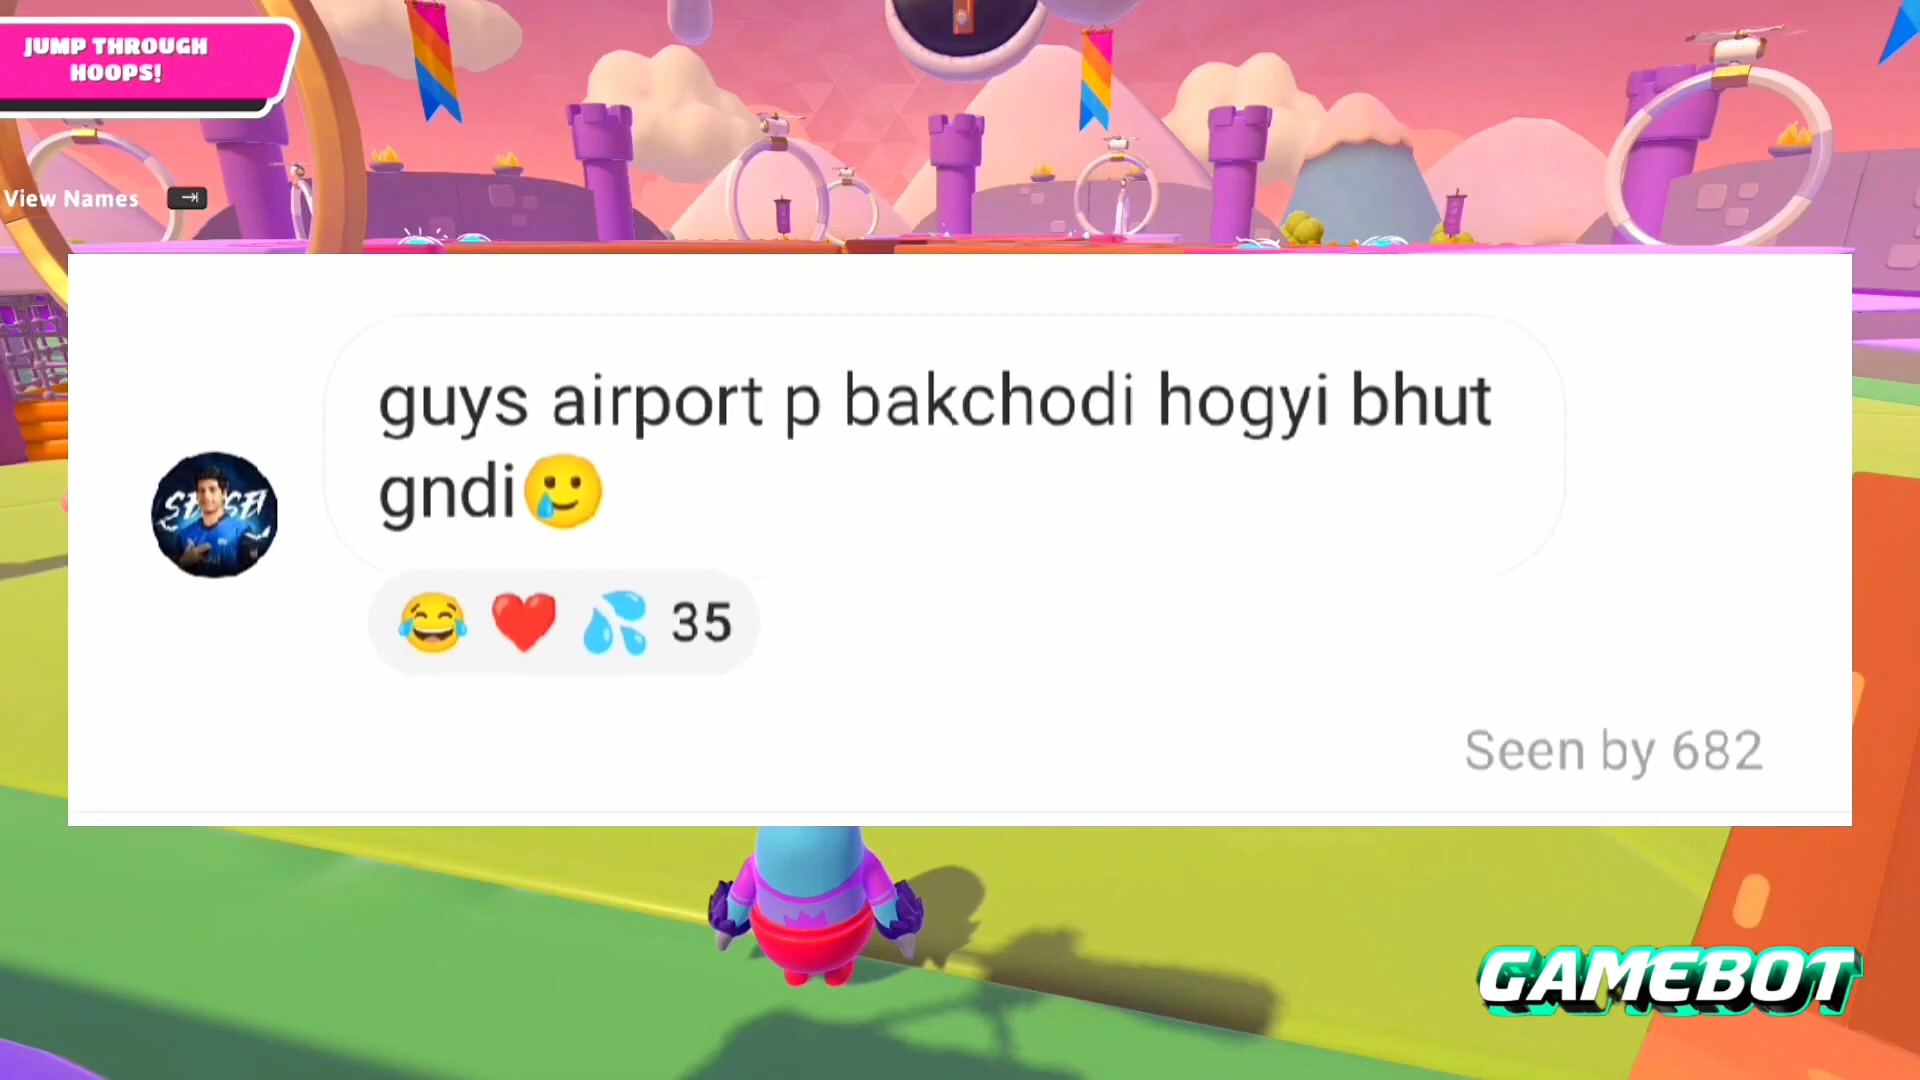 JUMP THROUGH
HOOPS!
View Names
guys airport p bakchodi hogyi bhut
gndi🥲
😂 ❤️ 💦 35
Seen by 682
GAMEBOT